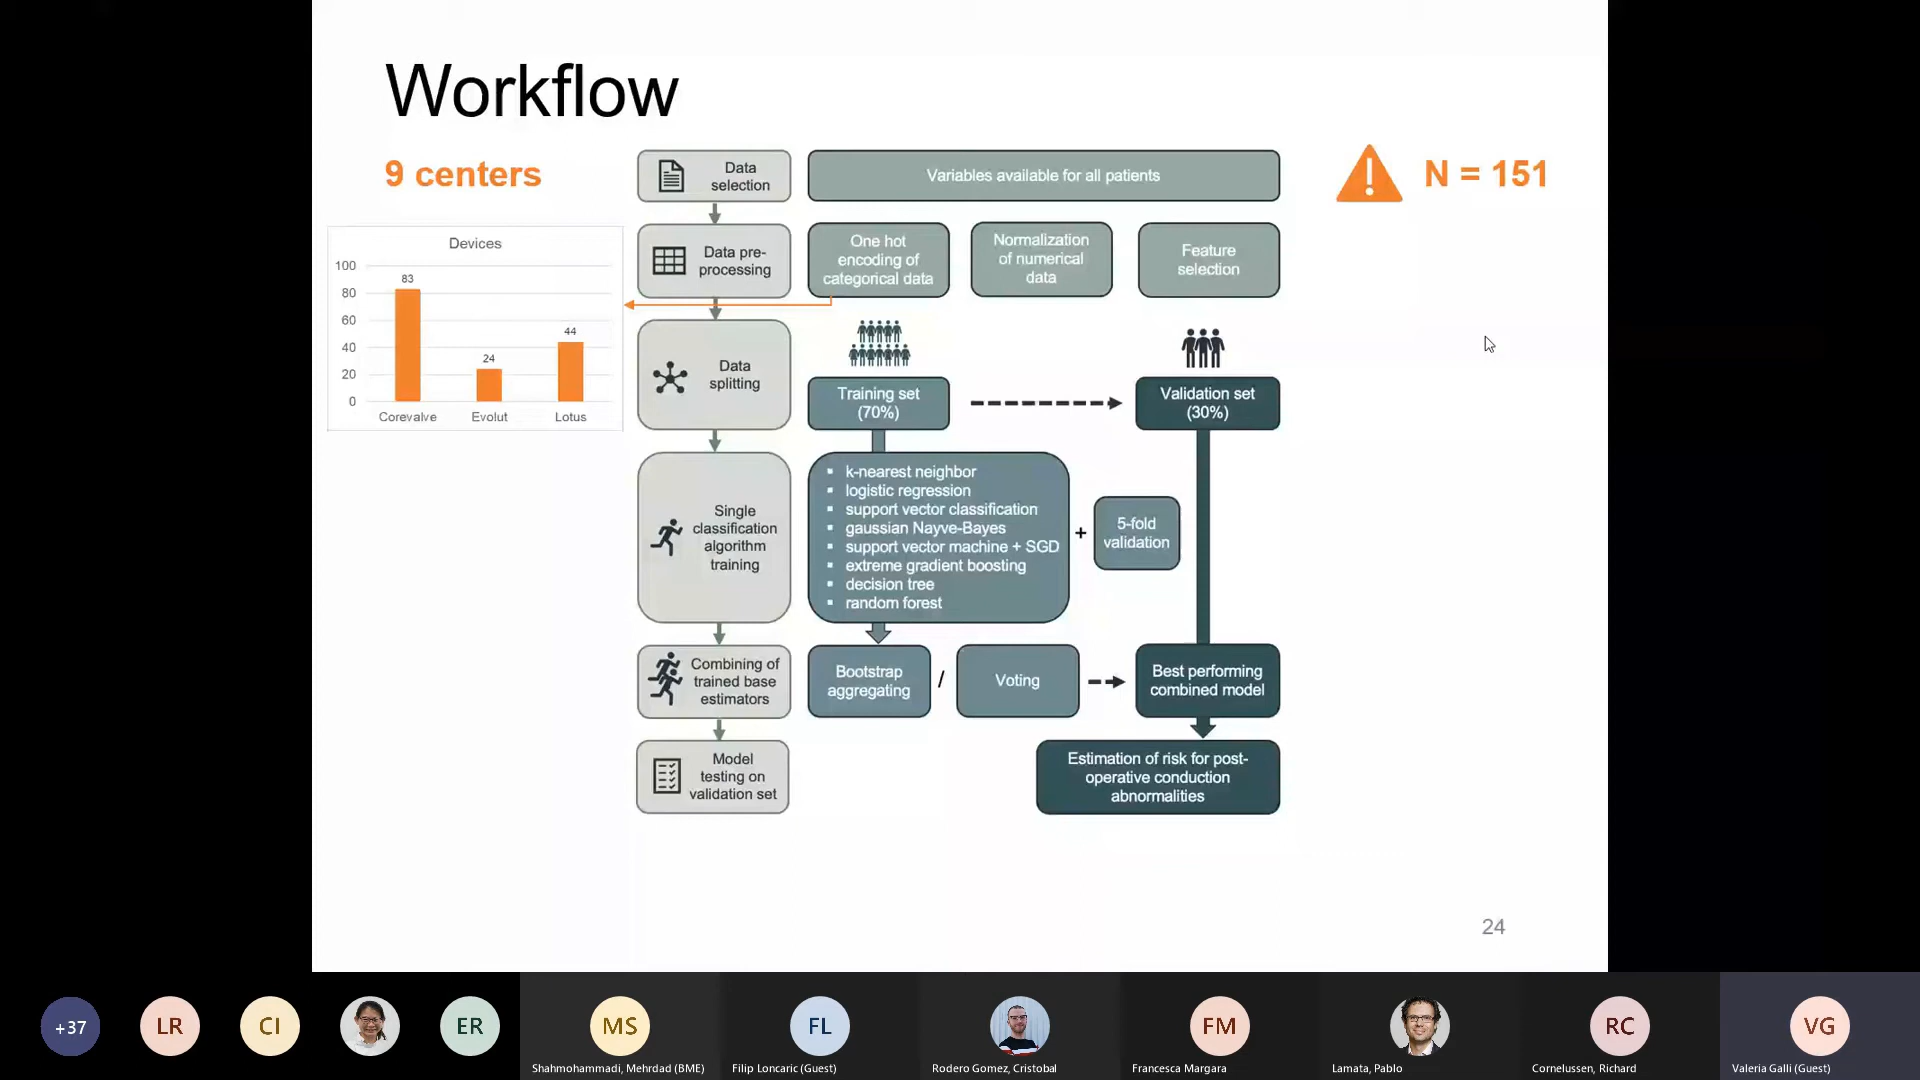 Workflow
9 centers
N = 151
Devices
100
80
60
40
20
0
83
24
44
Corevalve
Evolut
Lotus
Data
selection
Variables available for all patients
Data pre-
processing
One hot
encoding of
categorical data
Normalization
of numerical
data
Feature
selection
Data
splitting
Training set
(70%)
Validation set
(30%)
Single
classification
algorithm
training
k-nearest neighbor
logistic regression
support vector classification
gaussian Nayve-Bayes
support vector machine + SGD
extreme gradient boosting
decision tree
random forest
+
5-fold
validation
Combining of
trained base
estimators
Bootstrap
aggregating
/
Voting
Best performing
combined model
Model
testing on
validation set
Estimation of risk for post-
operative conduction
abnormalities
24
+37
LR
CI
ER
MS
Shahmohammadi, Mehrdad (BME)
FL
Filip Loncaric (Guest)
Rodero Gomez, Cristobal
FM
Francesca Margara
Lamata, Pablo
RC
Cornelussen, Richard
VG
Valeria Galli (Guest)